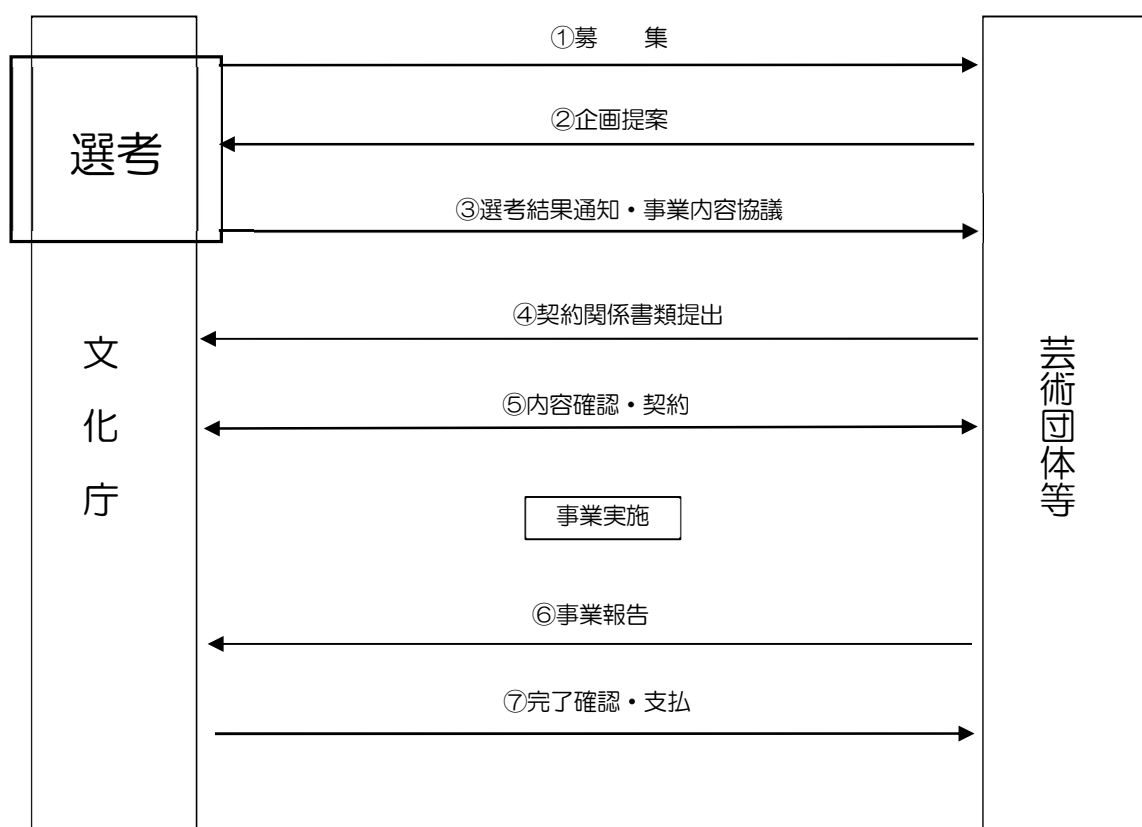 ①募　　集
②企画提案
選考
③選考結果通知・事業内容協議
④契約関係書類提出
文化庁
芸術団体等
⑤内容確認・契約
事業実施
⑥事業報告
⑦完了確認・支払